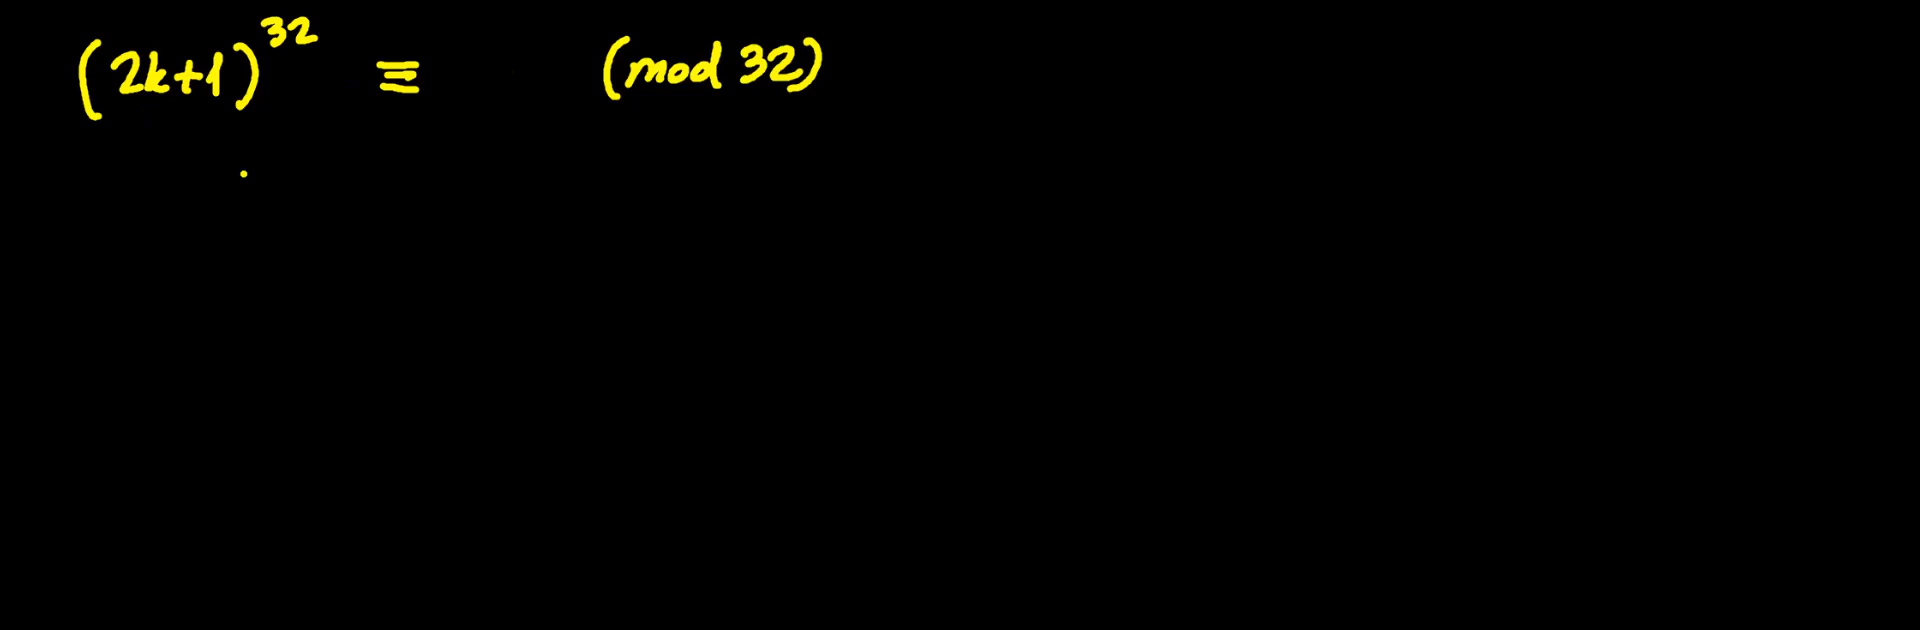 (2k+1)^32 ≡ (mod 32)